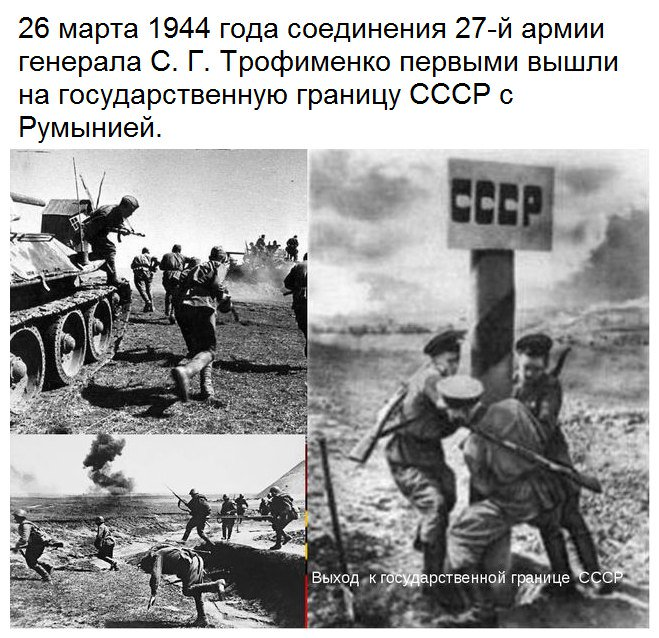 26 марта 1944 года соединения 27-й армии
генерала С. Г. Трофименко первыми вышли
на государственную границу СССР с
Румынией.
СССР
Выход к государственной границе СССР